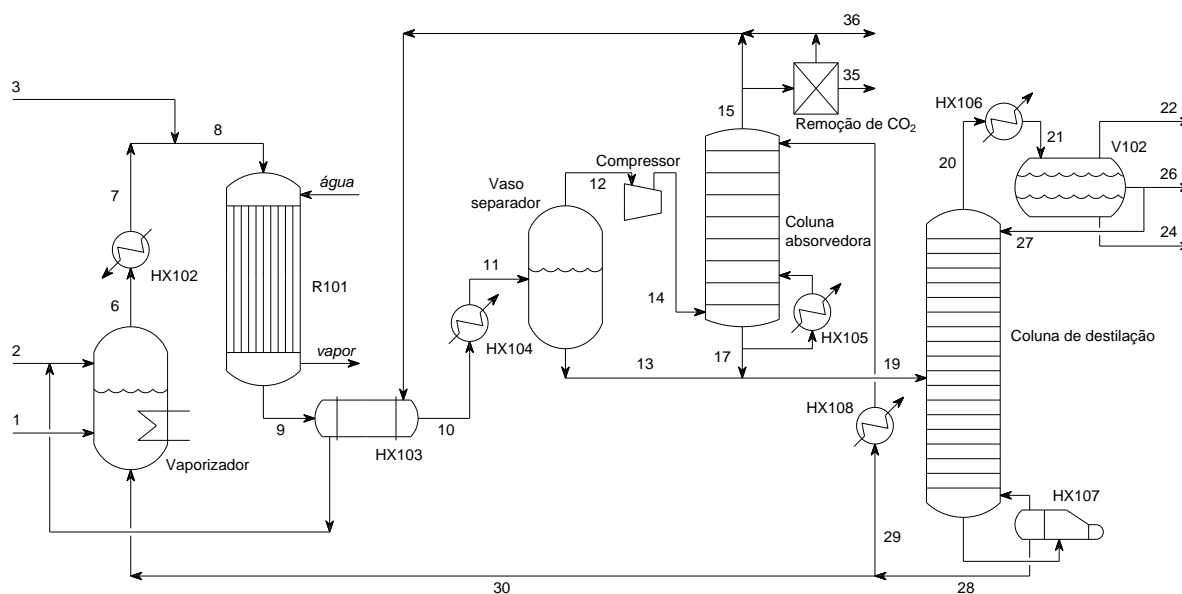 36
3
35
15
HX106
22
Remoção de CO₂
21
V102
8
20
Compressor
água
12
26
7
Vaso
separador
27
Coluna
absorvedora
24
HX102
11
R101
14
6
HX104
HX105
Coluna de destilação
2
vapor
13
17
19
HX108
1
9
10
HX103
Vaporizador
HX107
29
30
28